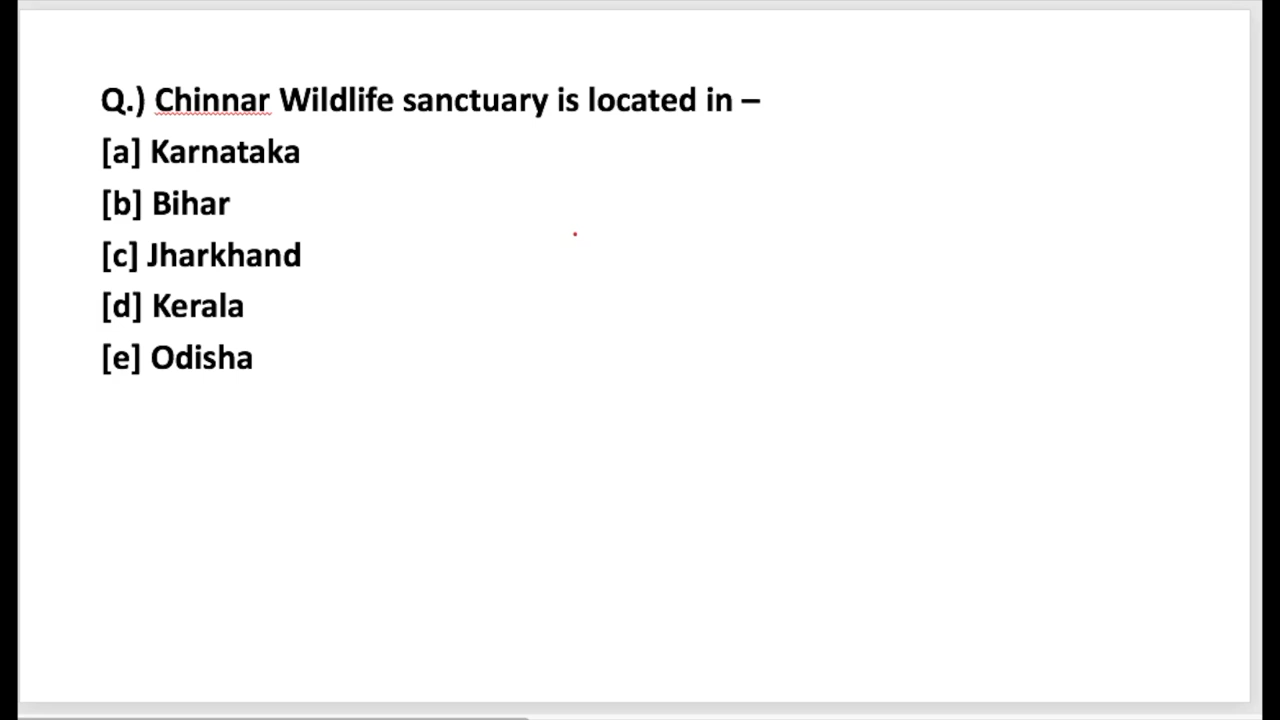 Q.) Chinnar Wildlife sanctuary is located in –
[a] Karnataka
[b] Bihar
[c] Jharkhand
[d] Kerala
[e] Odisha